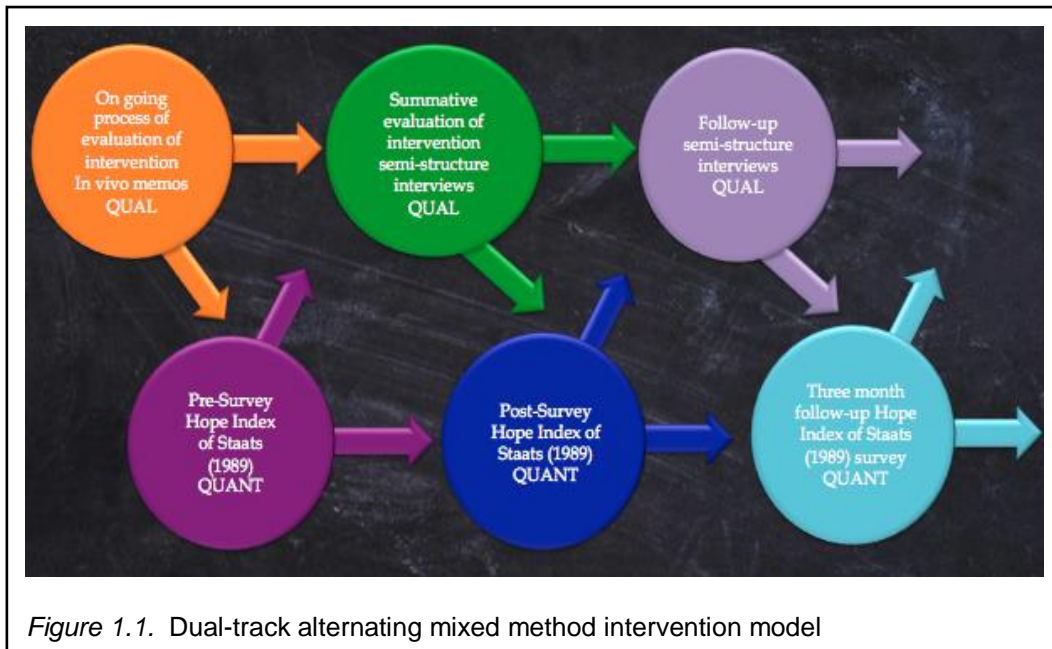 On going
process of
evaluation of
intervention
In vivo memos
QUAL
Summative
evaluation of
intervention
semi-structure
interviews
QUAL
Follow-up
semi-structure
interviews
QUAL
Pre-Survey
Hope Index
of Staats
(1989)
QUANT
Post-Survey
Hope Index of
Staats (1989)
QUANT
Three month
follow-up Hope
Index of Staats
(1989) survey
QUANT
Figure 1.1. Dual-track alternating mixed method intervention model